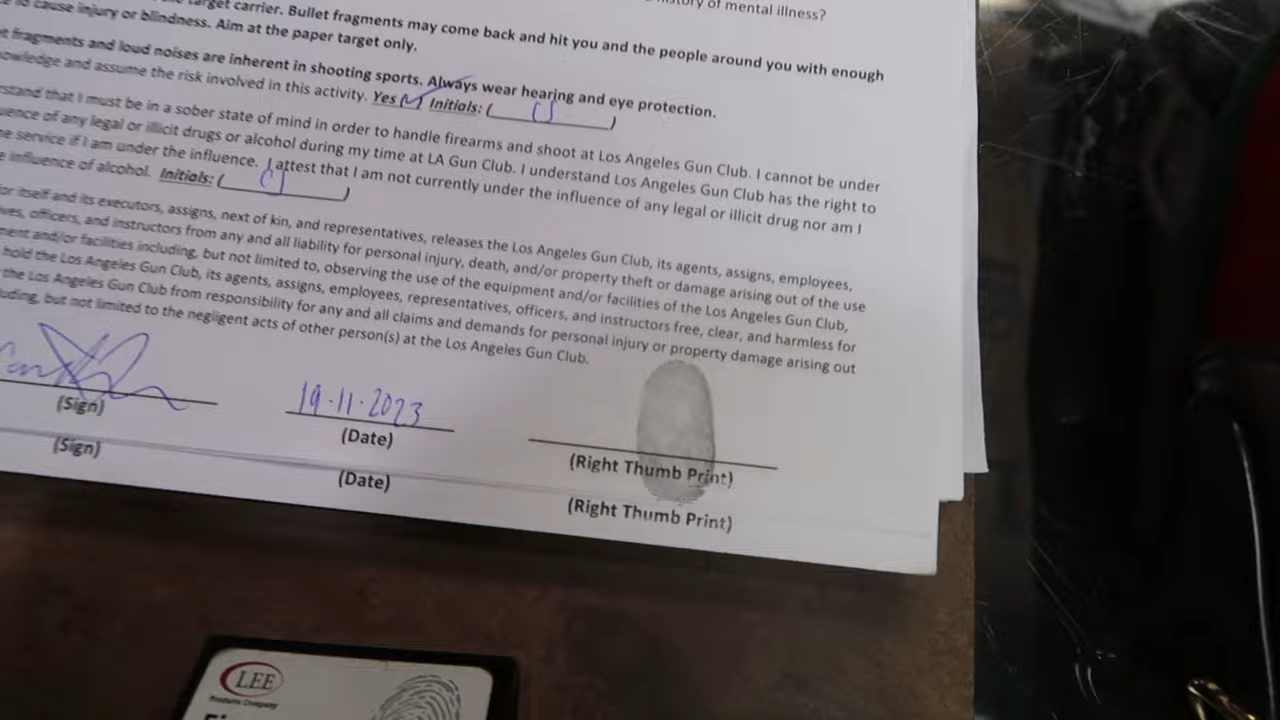 history of mental illness?
target carrier. Bullet fragments may come back and hit you and the people around you with enough
to cause injury or blindness. Aim at the paper target only.
fragments and loud noises are inherent in shooting sports. Always wear hearing and eye protection.
and assume the risk involved in this activity. Yes Initials: ( CJ )
that I must be in a sober state of mind in order to handle firearms and shoot at Los Angeles Gun Club. I cannot be under
of any legal or illicit drugs or alcohol during my time at LA Gun Club. I understand Los Angeles Gun Club has the right to
service if I am under the influence. I attest that I am not currently under the influence of any legal or illicit drug nor am I
influence of alcohol. Initials: ( CJ )
for itself and its executors, assigns, next of kin, and representatives, releases the Los Angeles Gun Club, its agents, assigns, employees,
officers, and instructors from any and all liability for personal injury, death, and/or property theft or damage arising out of the use
and/or facilities including, but not limited to, observing the use of the equipment and/or facilities of the Los Angeles Gun Club,
hold the Los Angeles Gun Club, its agents, assigns, employees, representatives, officers, and instructors free, clear, and harmless for
the Los Angeles Gun Club from responsibility for any and all claims and demands for personal injury or property damage arising out
but not limited to the negligent acts of other person(s) at the Los Angeles Gun Club.
19-11-2023
(Sign) (Date) (Right Thumb Print)
(Sign) (Date) (Right Thumb Print)
LEE
Products Company